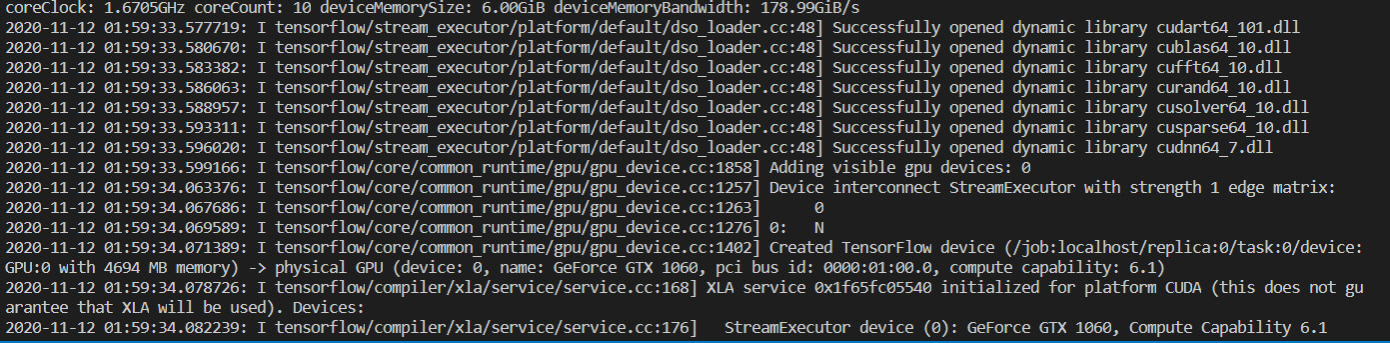 coreClock: 1.6705GHz coreCount: 10 deviceMemorySize: 6.00GiB deviceMemoryBandwidth: 178.99GiB/s
2020-11-12 01:59:33.577719: I tensorflow/stream_executor/platform/default/dso_loader.cc:48] Successfully opened dynamic library cudart64_101.dll
2020-11-12 01:59:33.580670: I tensorflow/stream_executor/platform/default/dso_loader.cc:48] Successfully opened dynamic library cublas64_10.dll
2020-11-12 01:59:33.583382: I tensorflow/stream_executor/platform/default/dso_loader.cc:48] Successfully opened dynamic library cufft64_10.dll
2020-11-12 01:59:33.586063: I tensorflow/stream_executor/platform/default/dso_loader.cc:48] Successfully opened dynamic library curand64_10.dll
2020-11-12 01:59:33.588957: I tensorflow/stream_executor/platform/default/dso_loader.cc:48] Successfully opened dynamic library cusolver64_10.dll
2020-11-12 01:59:33.593311: I tensorflow/stream_executor/platform/default/dso_loader.cc:48] Successfully opened dynamic library cusparse64_10.dll
2020-11-12 01:59:33.596020: I tensorflow/stream_executor/platform/default/dso_loader.cc:48] Successfully opened dynamic library cudnn64_7.dll
2020-11-12 01:59:33.599166: I tensorflow/core/common_runtime/gpu/gpu_device.cc:1858] Adding visible gpu devices: 0
2020-11-12 01:59:34.063376: I tensorflow/core/common_runtime/gpu/gpu_device.cc:1257] Device interconnect StreamExecutor with strength 1 edge matrix:
2020-11-12 01:59:34.067686: I tensorflow/core/common_runtime/gpu/gpu_device.cc:1263]      0
2020-11-12 01:59:34.069589: I tensorflow/core/common_runtime/gpu/gpu_device.cc:1276] 0:   N
2020-11-12 01:59:34.071389: I tensorflow/core/common_runtime/gpu/gpu_device.cc:1402] Created TensorFlow device (/job:localhost/replica:0/task:0/device:
GPU:0 with 4694 MB memory) -> physical GPU (device: 0, name: GeForce GTX 1060, pci bus id: 0000:01:00.0, compute capability: 6.1)
2020-11-12 01:59:34.078726: I tensorflow/compiler/xla/service/service.cc:168] XLA service 0x1f65fc05540 initialized for platform CUDA (this does not gu
arantee that XLA will be used). Devices:
2020-11-12 01:59:34.082239: I tensorflow/compiler/xla/service/service.cc:176]   StreamExecutor device (0): GeForce GTX 1060, Compute Capability 6.1